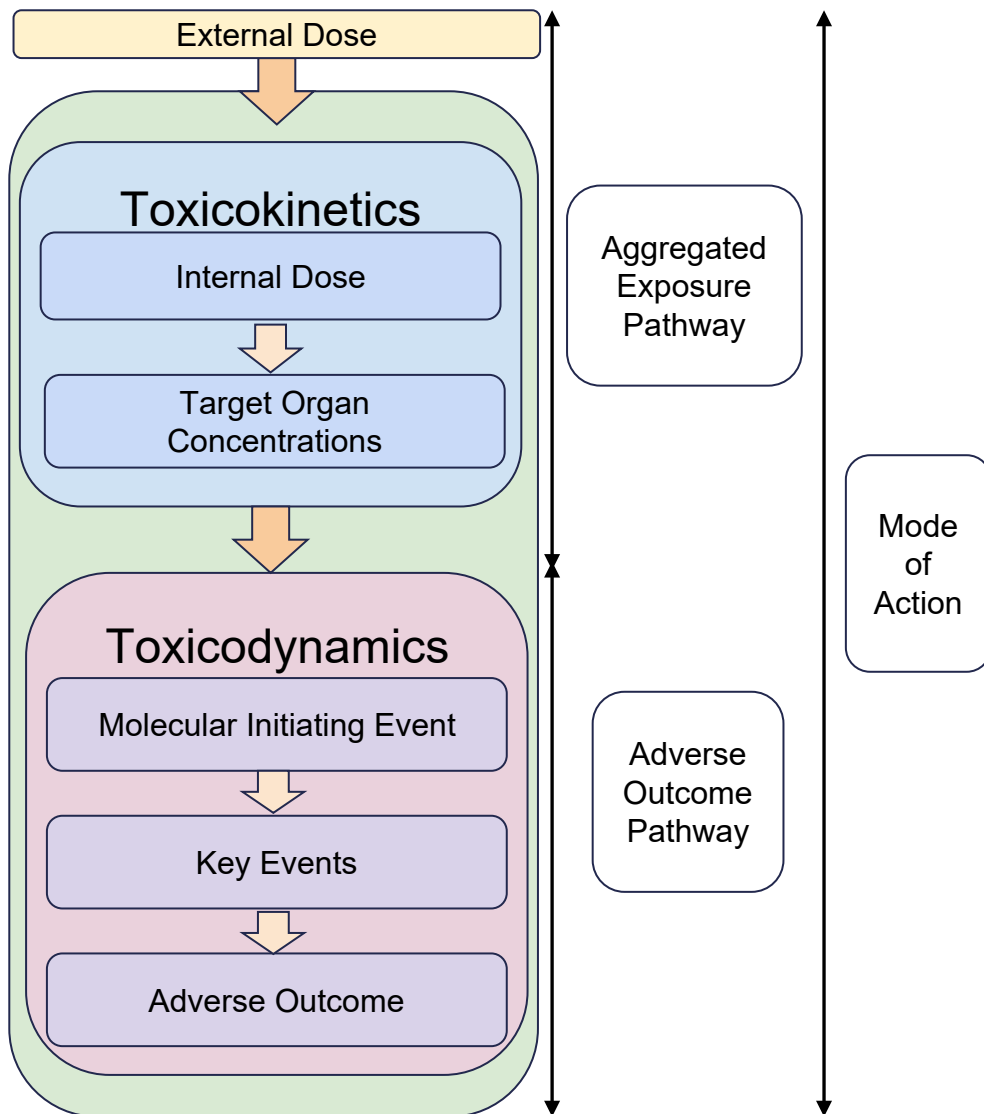 External Dose
Toxicokinetics
Internal Dose
Target Organ
Concentrations
Toxicodynamics
Molecular Initiating Event
Key Events
Adverse Outcome
Aggregated
Exposure
Pathway
Adverse
Outcome
Pathway
Mode
of
Action